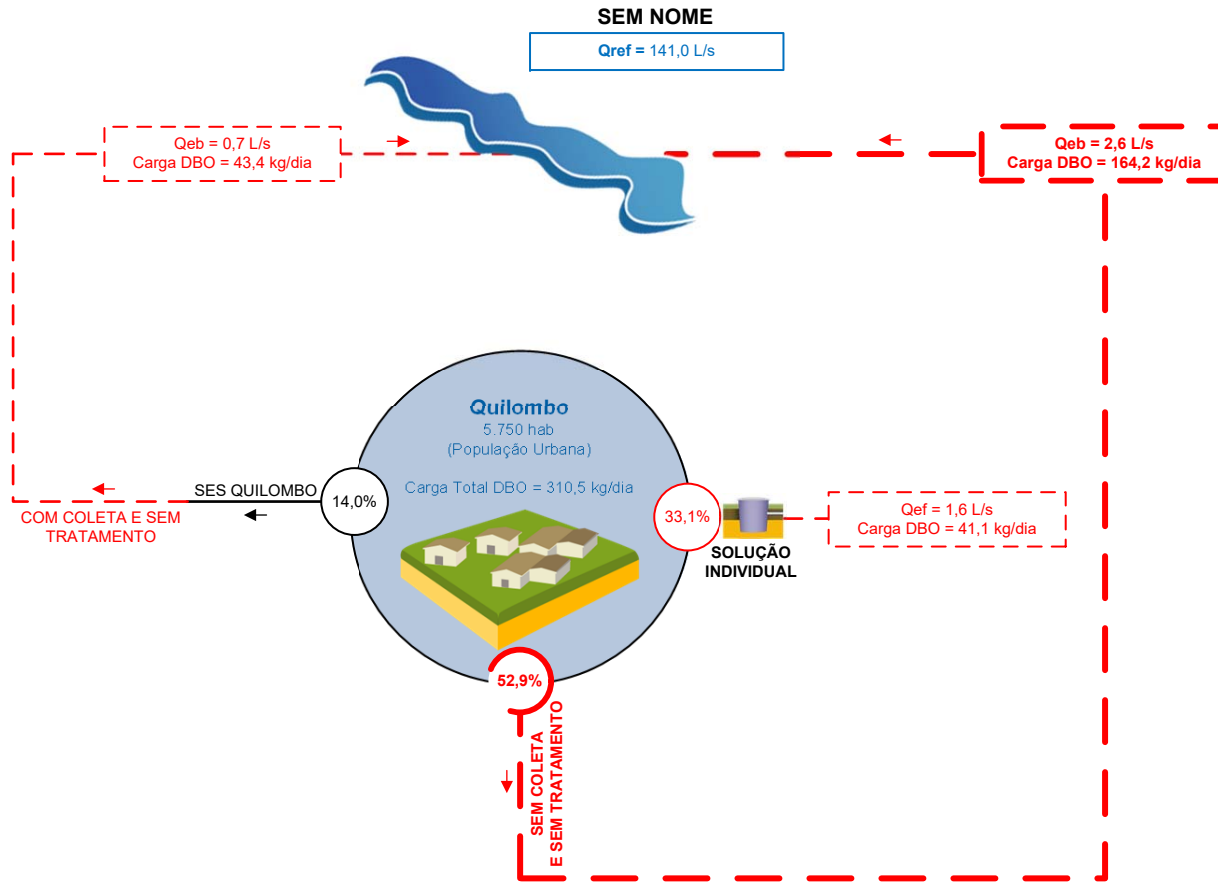 SEM NOME
Qref = 141,0 L/s
Qeb = 0,7 L/s
Carga DBO = 43,4 kg/dia
Qeb = 2,6 L/s
Carga DBO = 164,2 kg/dia
Quilombo
5.750 hab
(População Urbana)
Carga Total DBO = 310,5 kg/dia
SES QUILOMBO
14,0%
COM COLETA E SEM
TRATAMENTO
33,1%
SOLUÇÃO
INDIVIDUAL
Qef = 1,6 L/s
Carga DBO = 41,1 kg/dia
52,9%
SEM COLETA
E SEM TRATAMENTO